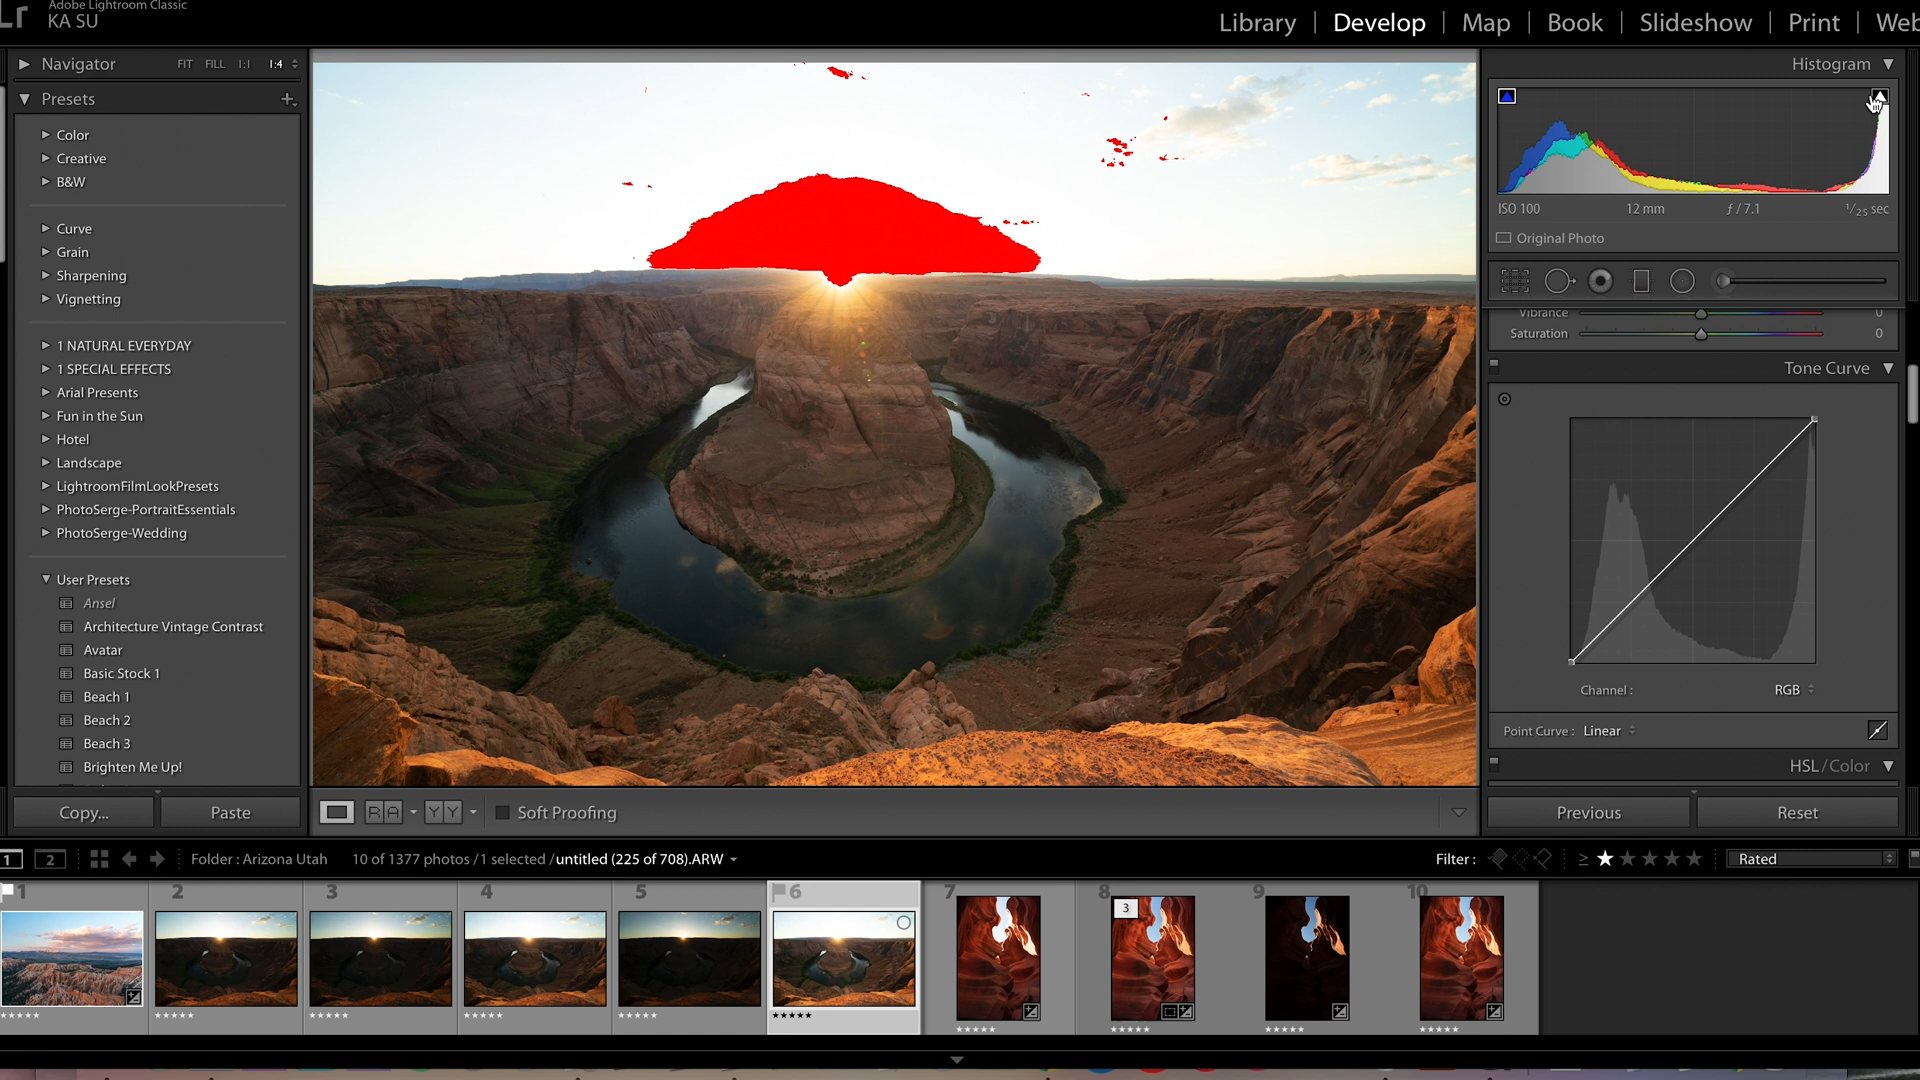 Lr
Adobe Lightroom Classic
KA SU
Library | Develop | Map | Book | Slideshow | Print | Web
Navigator FIT FILL 1:1 1:4
Presets
Color
Creative
B&W
Curve
Grain
Sharpening
Vignetting
1 NATURAL EVERYDAY
1 SPECIAL EFFECTS
Arial Presents
Fun in the Sun
Hotel
Landscape
LightroomFilmLookPresets
PhotoSerge-PortraitEssentials
PhotoSerge-Wedding
User Presets
Ansel
Architecture Vintage Contrast
Avatar
Basic Stock 1
Beach 1
Beach 2
Beach 3
Brighten Me Up!
Copy... Paste
R A Y Y Soft Proofing
Histogram
ISO 100 12 mm ƒ / 7.1 1/25 sec
Original Photo
Vibrance 0
Saturation 0
Tone Curve
Channel : RGB
Point Curve : Linear
HSL / Color
Previous Reset
1 2 Folder : Arizona Utah 10 of 1377 photos / 1 selected / untitled (225 of 708).ARW Filter : ≥ ★★★★★ Rated
1 2 3 4 5 6 7 8 9 10
3